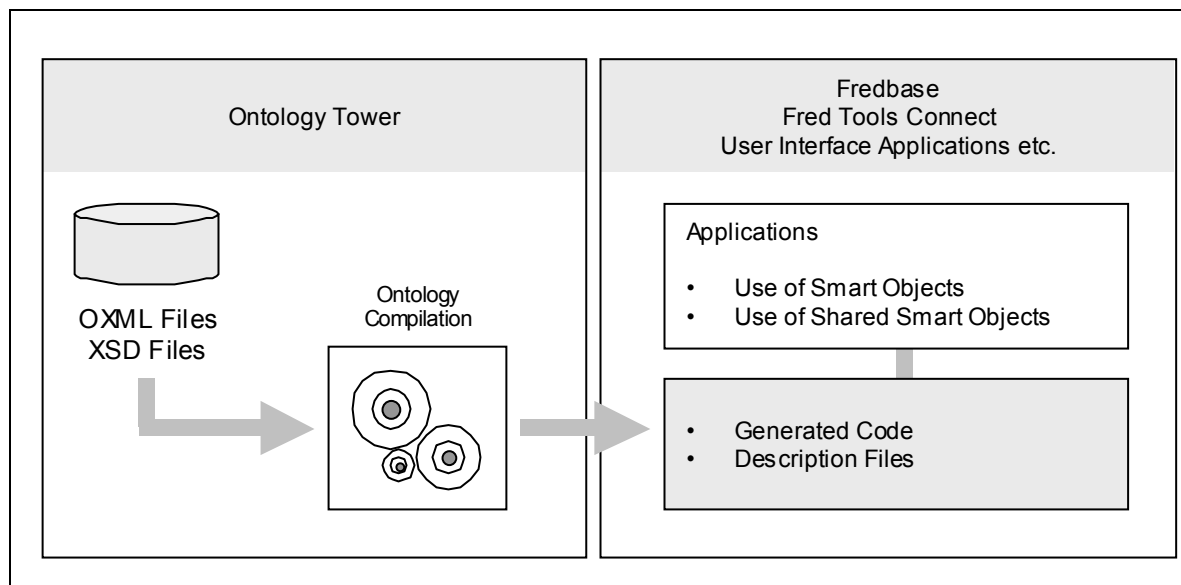 Ontology Tower
OXML Files
XSD Files
Ontology
Compilation
Fredbase
Fred Tools Connect
User Interface Applications etc.
Applications
• Use of Smart Objects
• Use of Shared Smart Objects
• Generated Code
• Description Files